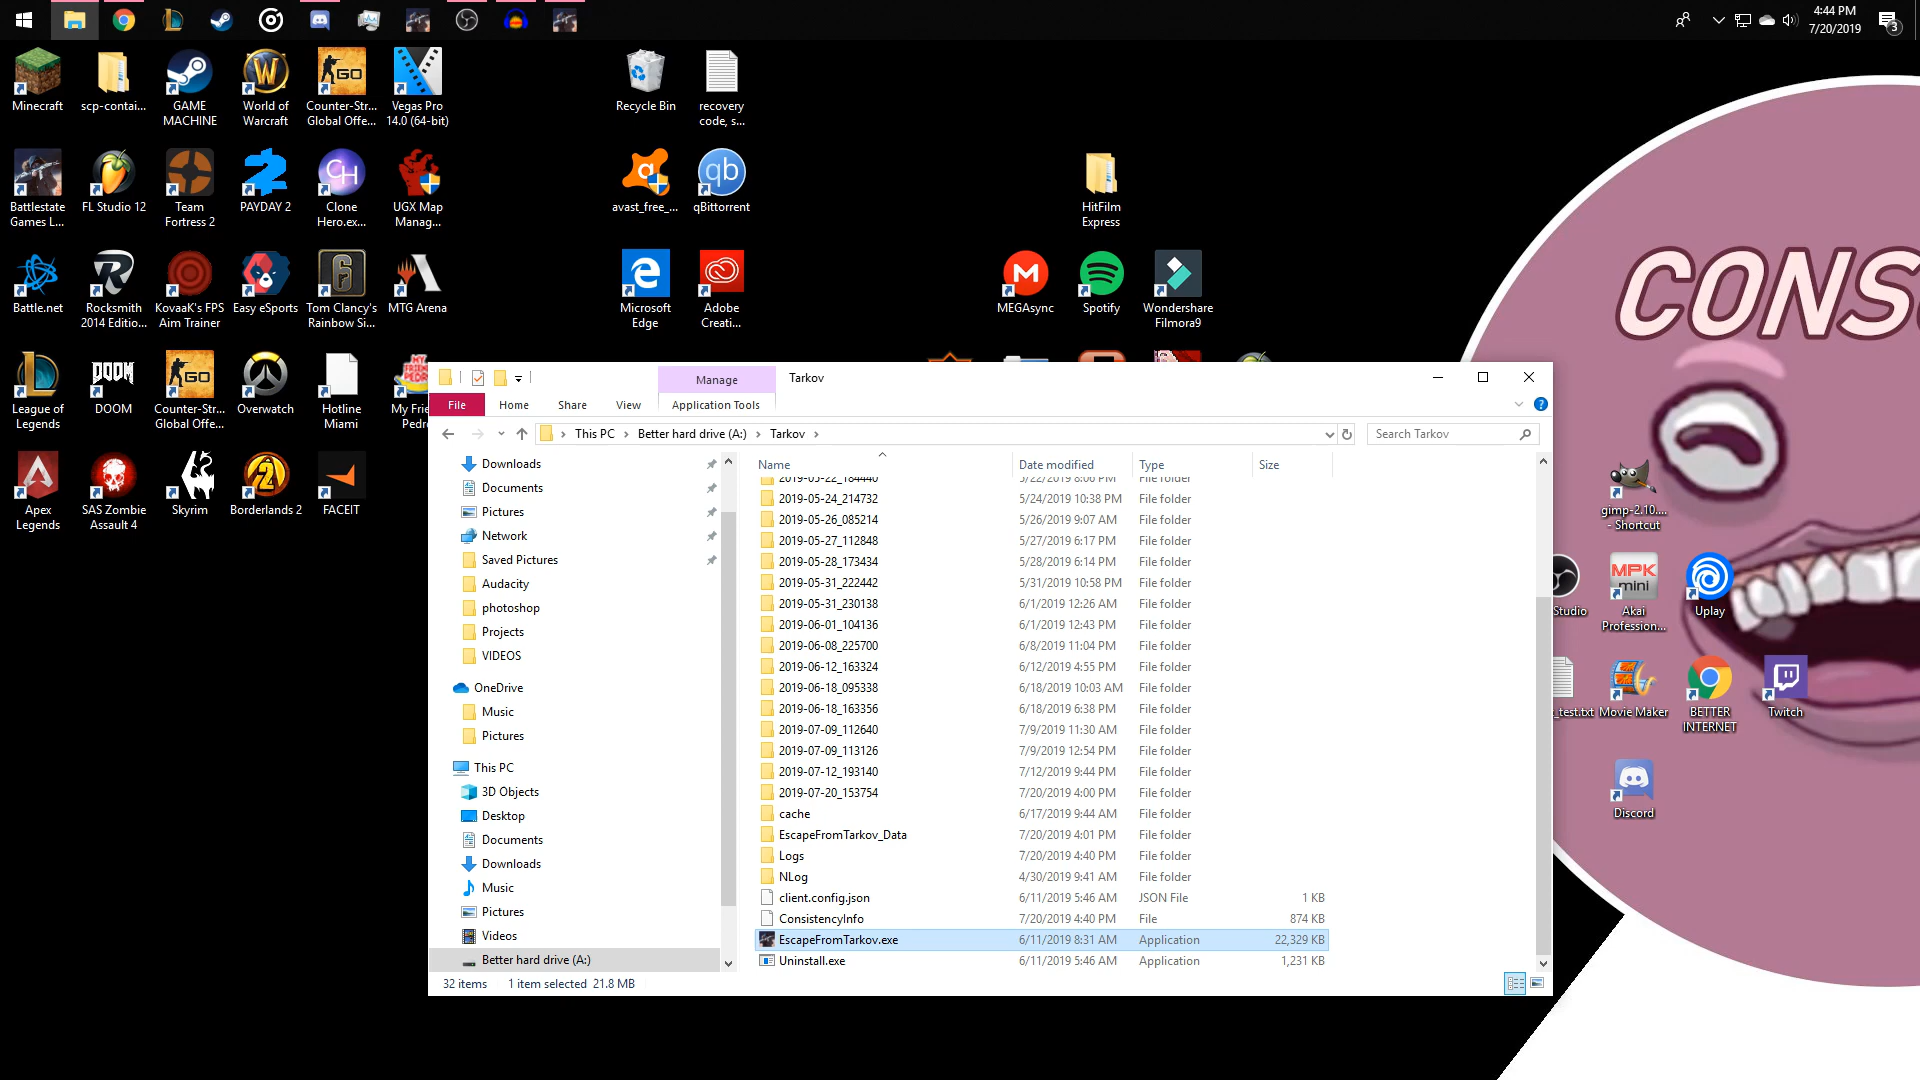 4:44 PM
7/20/2019
3
Minecraft
scp-contai...
GAME
MACHINE
World of
Warcraft
Counter-Str...
Global Offe...
Vegas Pro
14.0 (64-bit)
Recycle Bin
recovery
code, s...
Battlestate
Games L...
FL Studio 12
Team
Fortress 2
PAYDAY 2
Clone
Hero.ex...
UGX Map
Manag...
avast_free_...
qBittorrent
HitFilm
Express
Battle.net
Rocksmith
2014 Editio...
KovaaK's FPS
Aim Trainer
Easy eSports
Tom Clancy's
Rainbow Si...
MTG Arena
Microsoft
Edge
Adobe
Creati...
MEGAsync
Spotify
Wondershare
Filmora9
CONS
League of
Legends
DOOM
Counter-Str...
Global Offe...
Overwatch
Hotline
Miami
My Frie
Pedr
Apex
Legends
SAS Zombie
Assault 4
Skyrim
Borderlands 2
FACEIT
Manage
Tarkov
File
Home
Share
View
Application Tools
This PC
Better hard drive (A:)
Tarkov
Search Tarkov
Downloads
Documents
Pictures
Network
Saved Pictures
Audacity
photoshop
Projects
VIDEOS
OneDrive
Music
Pictures
This PC
3D Objects
Desktop
Documents
Downloads
Music
Pictures
Videos
Better hard drive (A:)
Name Date modified Type Size
2019-05-22_184440 5/22/2019 8:06 PM File folder
2019-05-24_214732 5/24/2019 10:38 PM File folder
2019-05-26_085214 5/26/2019 9:07 AM File folder
2019-05-27_112848 5/27/2019 6:17 PM File folder
2019-05-28_173434 5/28/2019 6:14 PM File folder
2019-05-31_222442 5/31/2019 10:58 PM File folder
2019-05-31_230138 6/1/2019 12:26 AM File folder
2019-06-01_104136 6/1/2019 12:43 PM File folder
2019-06-08_225700 6/8/2019 11:04 PM File folder
2019-06-12_163324 6/12/2019 4:55 PM File folder
2019-06-18_095338 6/18/2019 10:03 AM File folder
2019-06-18_163356 6/18/2019 6:38 PM File folder
2019-07-09_112640 7/9/2019 11:30 AM File folder
2019-07-09_113126 7/9/2019 12:54 PM File folder
2019-07-12_193140 7/12/2019 9:44 PM File folder
2019-07-20_153754 7/20/2019 4:00 PM File folder
cache 6/17/2019 9:44 AM File folder
EscapeFromTarkov_Data 7/20/2019 4:01 PM File folder
Logs 7/20/2019 4:40 PM File folder
NLog 4/30/2019 9:41 AM File folder
client.config.json 6/11/2019 5:46 AM JSON File 1 KB
ConsistencyInfo 7/20/2019 4:40 PM File 874 KB
EscapeFromTarkov.exe 6/11/2019 8:31 AM Application 22,329 KB
Uninstall.exe 6/11/2019 5:46 AM Application 1,231 KB
32 items 1 item selected 21.8 MB
gimp-2.10....
- Shortcut
Studio
MPK
mini
Akai
Profession...
Uplay
_test.txt
Movie Maker
BETTER
INTERNET
Twitch
Discord